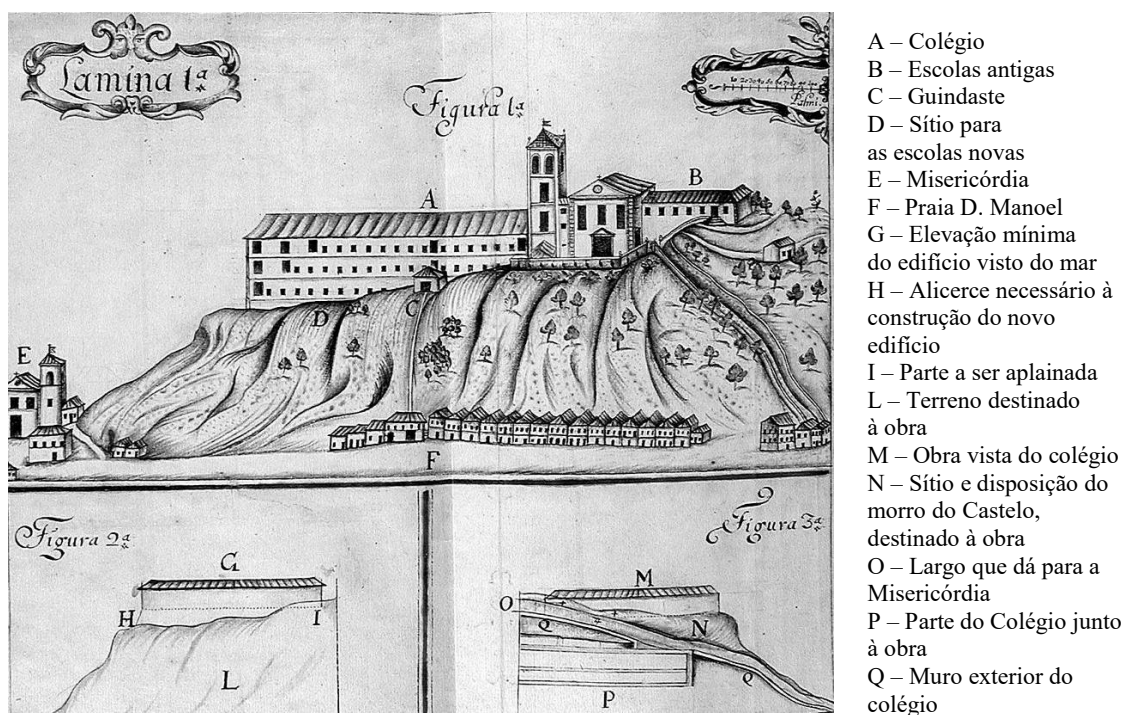 Lamina 1ª
Figura 1ª
Palmi
A
B
C
D
E
F
Figura 2ª
G
H
I
L
Figura 3ª
M
O
Q
N
Q
P
A – Colégio
B – Escolas antigas
C – Guindaste
D – Sítio para
as escolas novas
E – Misericórdia
F – Praia D. Manoel
G – Elevação mínima
do edifício visto do mar
H – Alicerce necessário à
construção do novo
edifício
I – Parte a ser aplainada
L – Terreno destinado
à obra
M – Obra vista do colégio
N – Sítio e disposição do
morro do Castelo,
destinado à obra
O – Largo que dá para a
Misericórdia
P – Parte do Colégio junto
à obra
Q – Muro exterior do
colégio